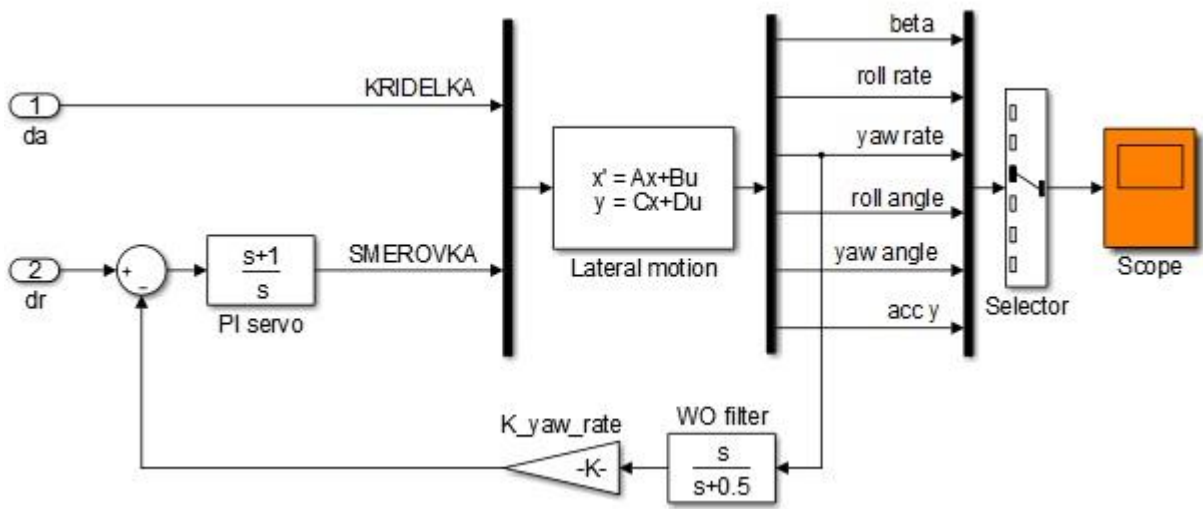 beta
roll rate
KRIDELKA
1
da
yaw rate
x' = Ax+Bu
y = Cx+Du
roll angle
SMEROVKA
yaw angle
Lateral motion
Scope
+
−
s+1
s
2
dr
PI servo
Selector
acc y
K_yaw_rate
WO filter
-K-
s
s+0.5